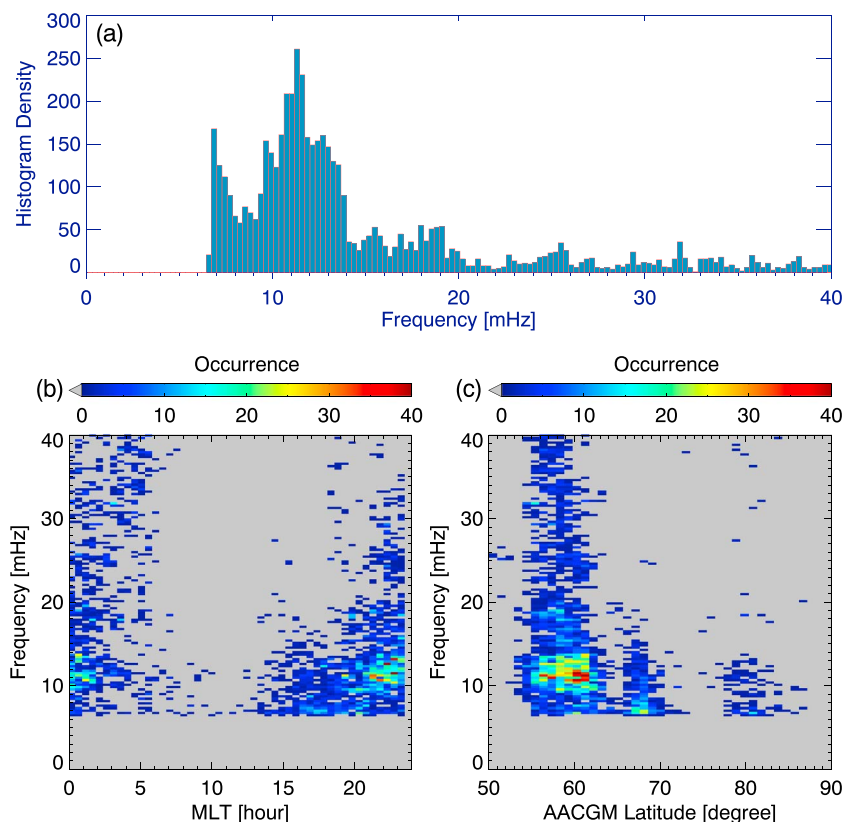 (a)
300
250
200
150
100
50
0
Histogram Density
0 10 20 30 40
Frequency [mHz]
Occurrence
(b)
0 10 20 30 40
40
30
20
10
0
Frequency [mHz]
0 5 10 15 20
MLT [hour]
Occurrence
(c)
0 10 20 30 40
40
30
20
10
0
Frequency [mHz]
50 60 70 80 90
AACGM Latitude [degree]